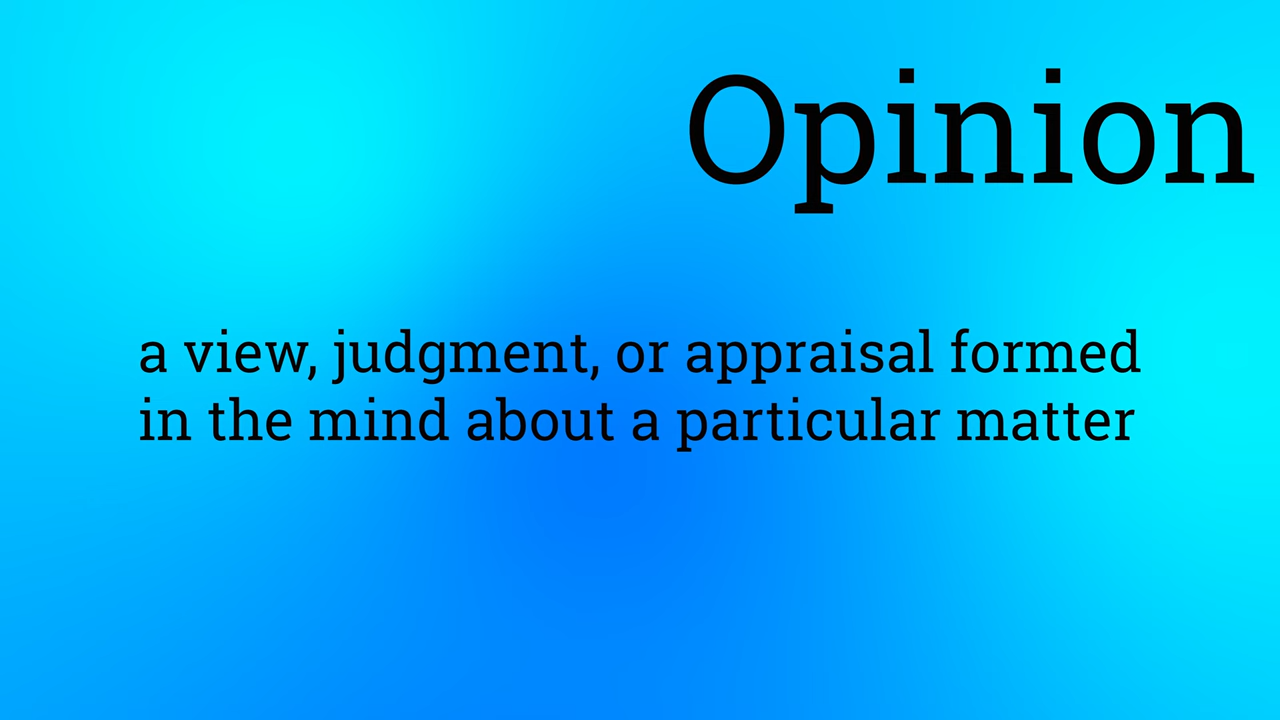 Opinion
a view, judgment, or appraisal formed
in the mind about a particular matter